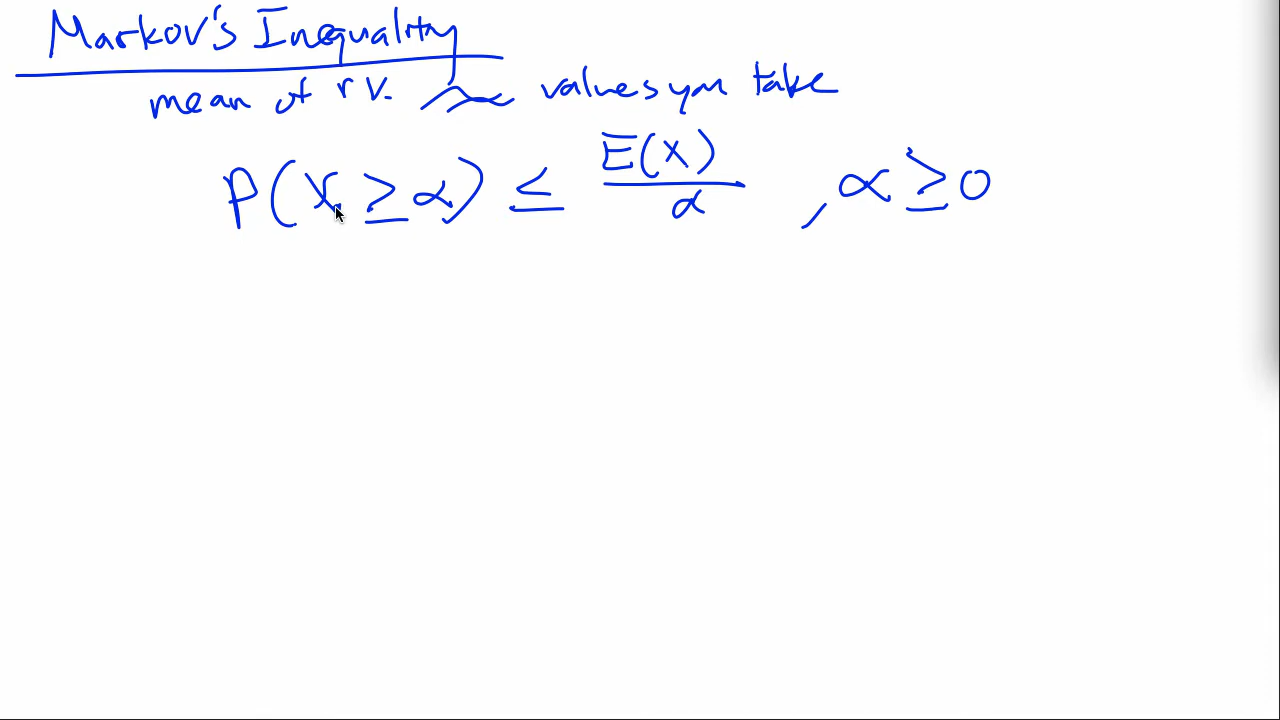 Markov's Inequality
mean of r V. values you take
P(X ≥ α) ≤ E(X)/α , α ≥ 0